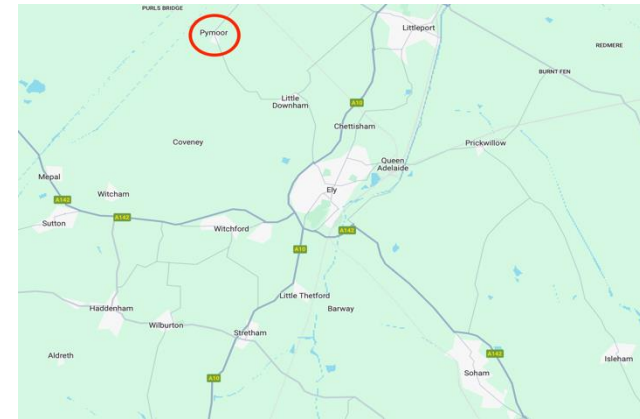 PURLS BRIDGE
Pymoor
Littleport
REDMERE
BURNT FEN
Little
Downham
A10
Chettisham
Coveney
Prickwillow
Queen
Adelaide
Mepal
Witcham
Ely
A142
A142
Sutton
Witchford
A142
A10
Little Thetford
Haddenham
Barway
Wilburton
Stretham
Aldreth
Isleham
A142
Soham
A10